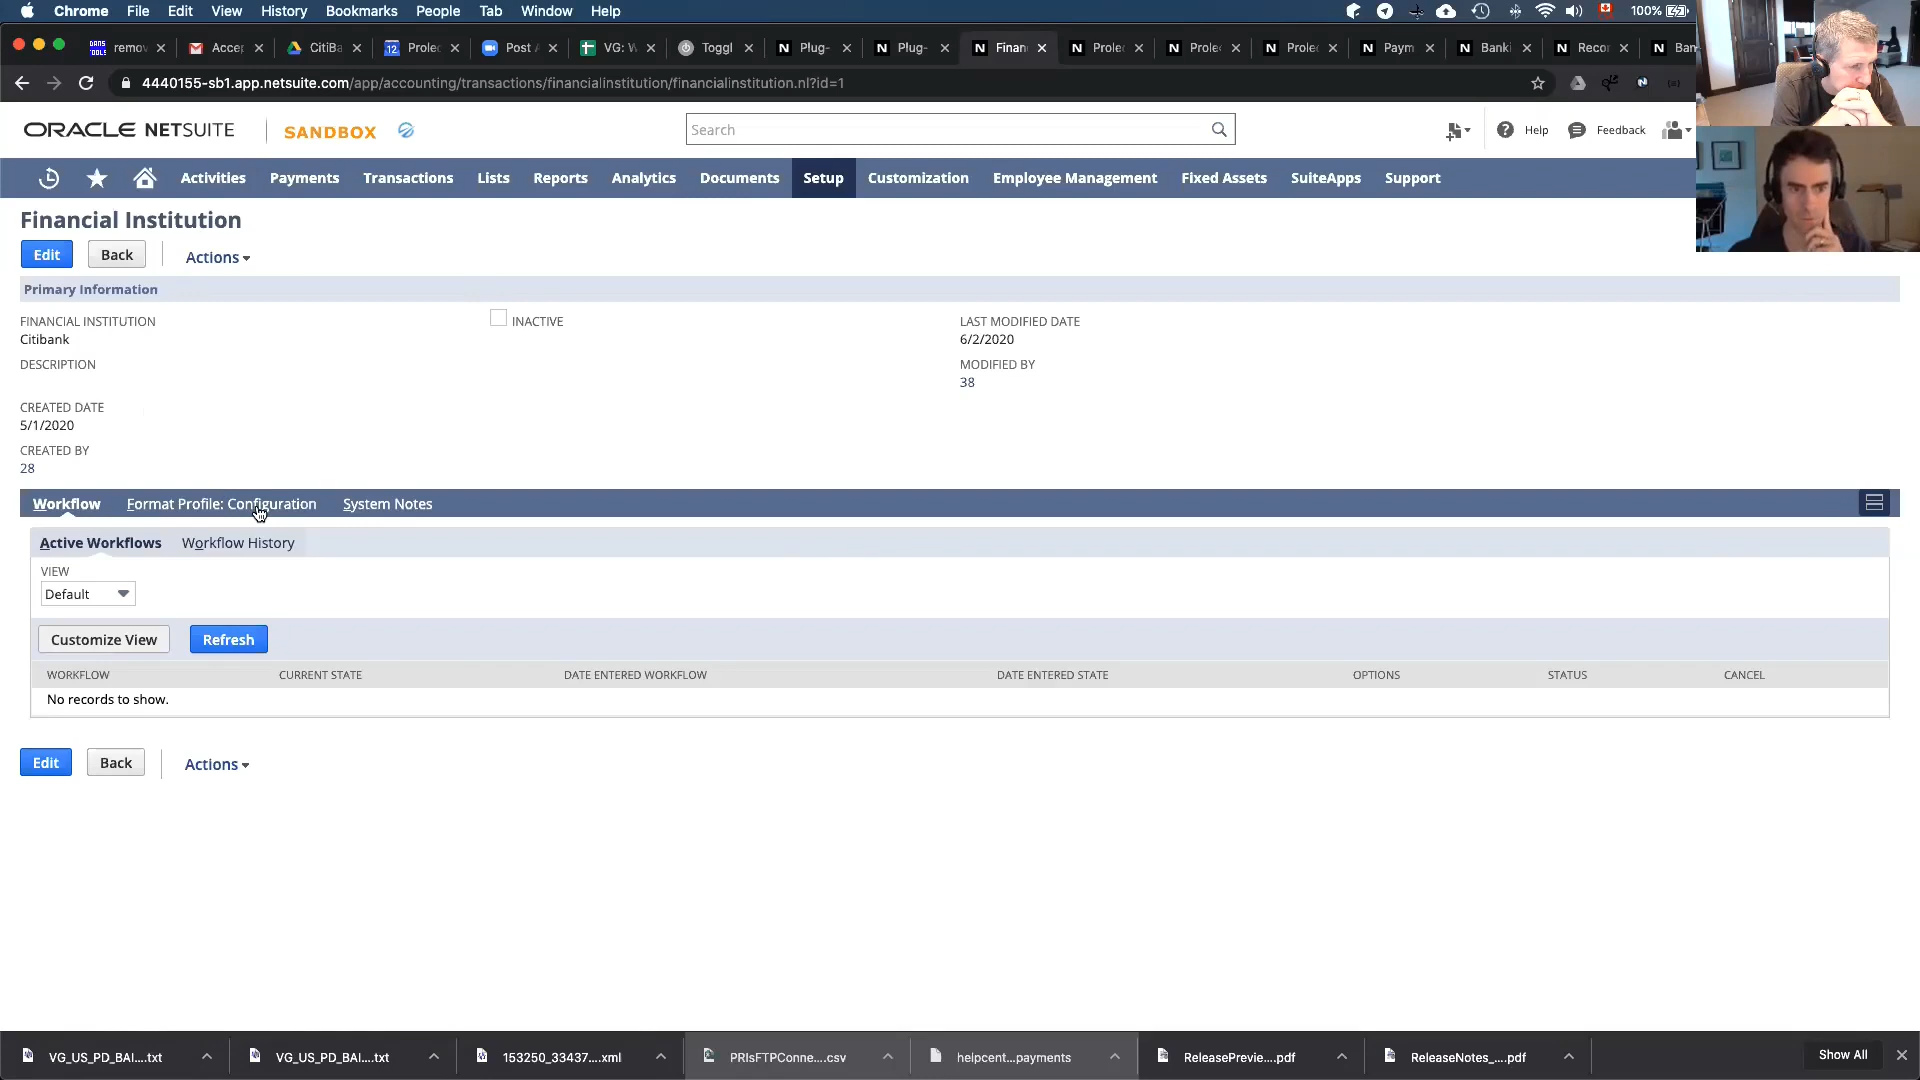 Chrome File Edit View History Bookmarks People Tab Window Help 100%
remov Accep CitiBa Prolec Post A VG: W Toggl Plug- Plug- Finan Prolec Prolec Prolec Paym Banki Recor Ban
4440155-sb1.app.netsuite.com/app/accounting/transactions/financialinstitution/financialinstitution.nl?id=1
ORACLE NETSUITE SANDBOX Search Help Feedback
Activities Payments Transactions Lists Reports Analytics Documents Setup Customization Employee Management Fixed Assets SuiteApps Support
Financial Institution
Edit Back Actions
Primary Information
FINANCIAL INSTITUTION INACTIVE LAST MODIFIED DATE
Citibank 6/2/2020
DESCRIPTION MODIFIED BY
38
CREATED DATE
5/1/2020
CREATED BY
28
Workflow Format Profile: Configuration System Notes
Active Workflows Workflow History
VIEW
Default
Customize View Refresh
WORKFLOW CURRENT STATE DATE ENTERED WORKFLOW DATE ENTERED STATE OPTIONS STATUS CANCEL
No records to show.
Edit Back Actions
VG_US_PD_BAI....txt VG_US_PD_BAI....txt 153250_33437....xml PRIsFTPConne....csv helpcent...payments ReleasePrevie....pdf ReleaseNotes_....pdf Show All